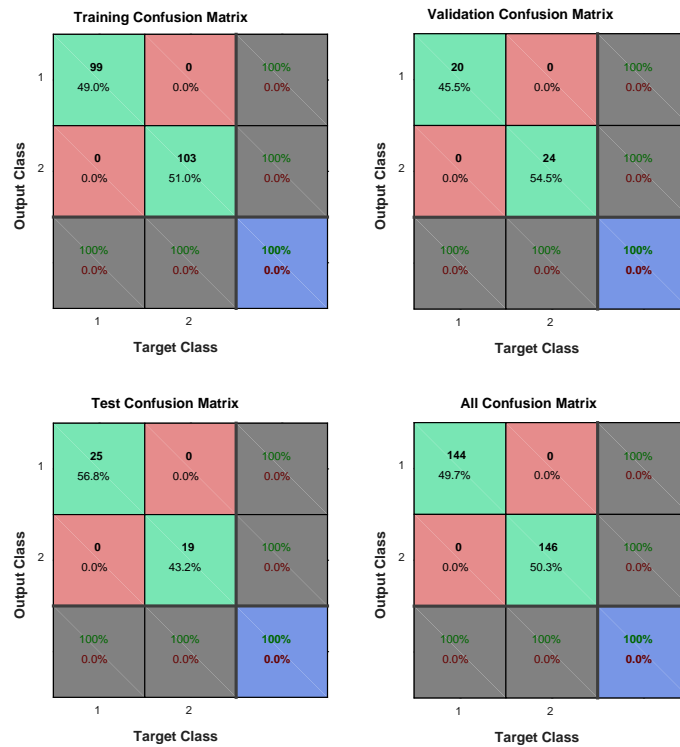 Training Confusion Matrix
99 0 100%
1
49.0% 0.0% 0.0%
0 103 100%
2
0.0% 51.0% 0.0%
100% 100% 100%
0.0% 0.0% 0.0%
1 2
Target Class
Output Class
Validation Confusion Matrix
20 0 100%
1
45.5% 0.0% 0.0%
0 24 100%
2
0.0% 54.5% 0.0%
100% 100% 100%
0.0% 0.0% 0.0%
1 2
Target Class
Output Class
Test Confusion Matrix
25 0 100%
1
56.8% 0.0% 0.0%
0 19 100%
2
0.0% 43.2% 0.0%
100% 100% 100%
0.0% 0.0% 0.0%
1 2
Target Class
Output Class
All Confusion Matrix
144 0 100%
1
49.7% 0.0% 0.0%
0 146 100%
2
0.0% 50.3% 0.0%
100% 100% 100%
0.0% 0.0% 0.0%
1 2
Target Class
Output Class